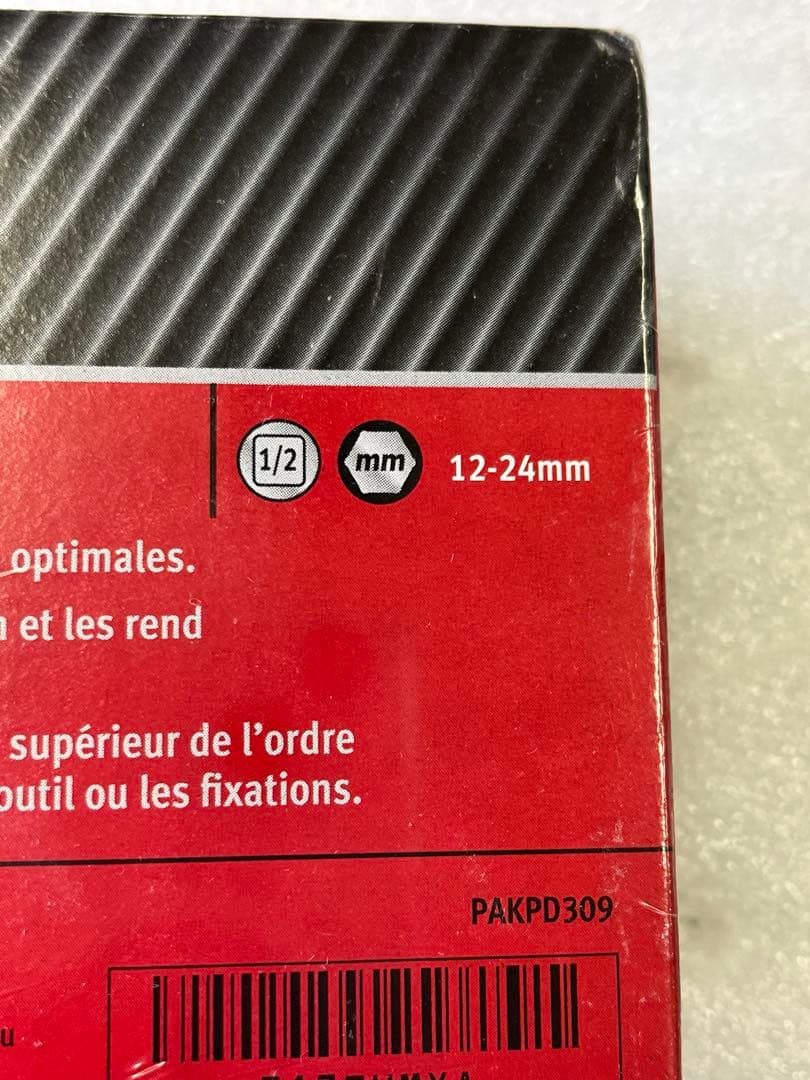 1/2 mm 12-24mm
optimales.
et les rend
supérieur de l'ordre
outil ou les fixations.
PAKPD309
u